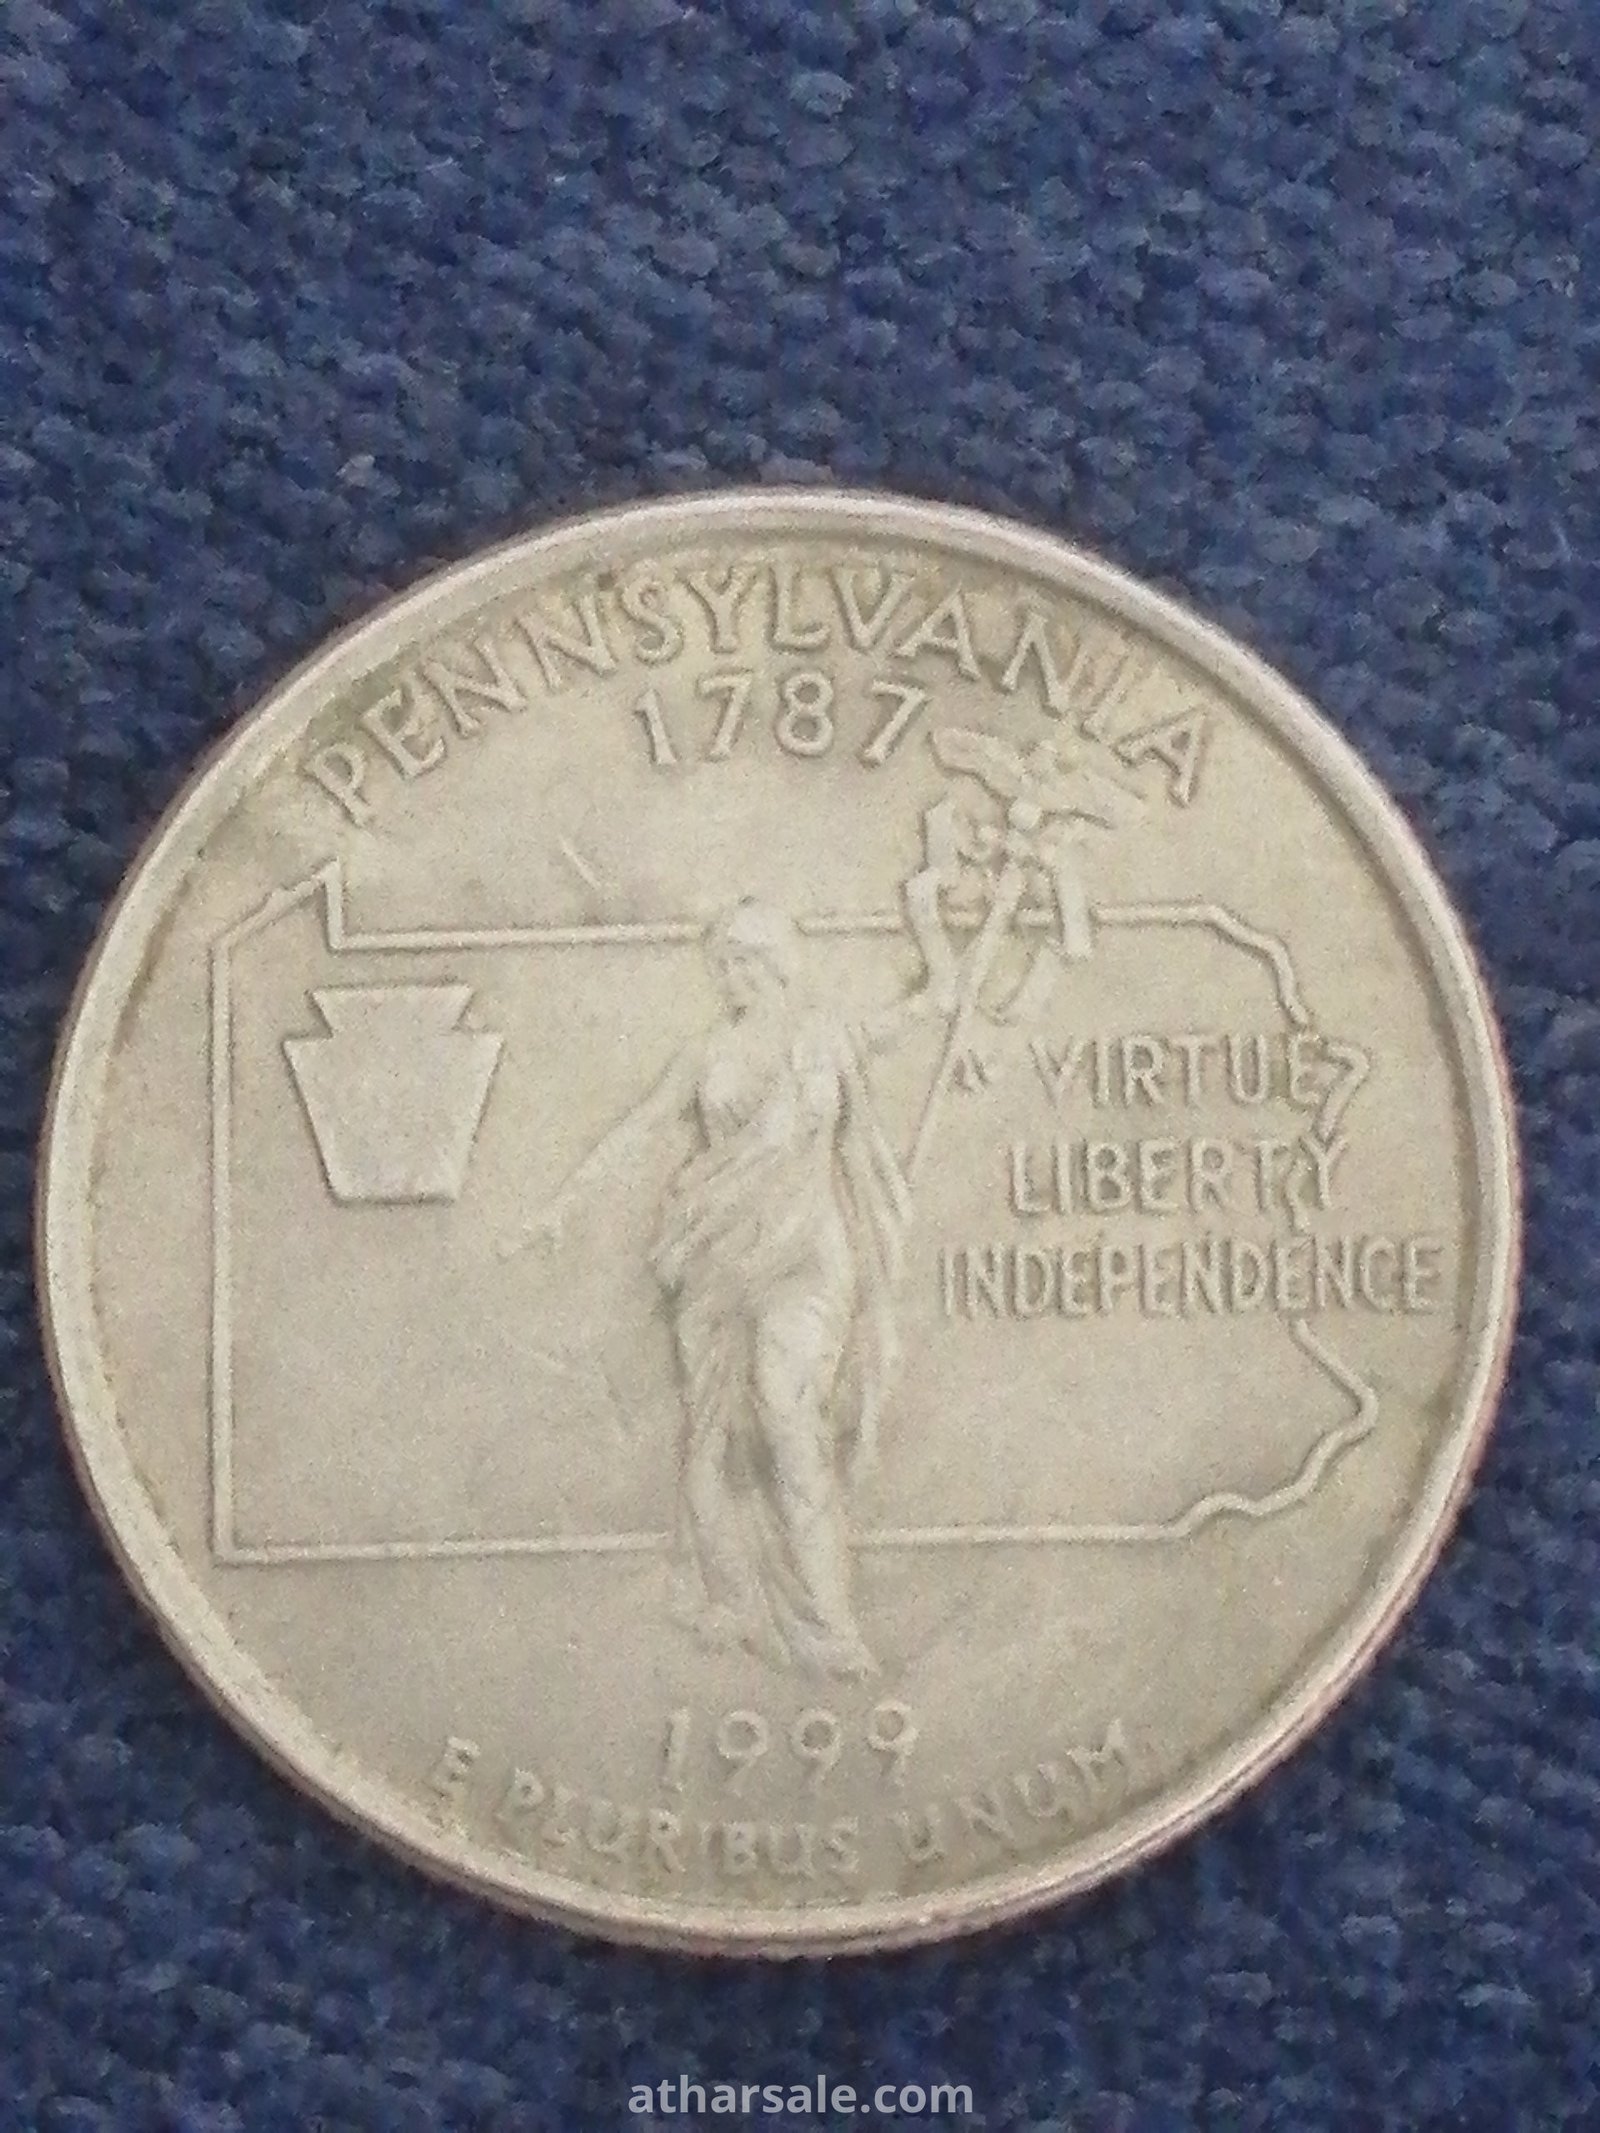 PENNSYLVANIA
1787
VIRTUE
LIBERTY
INDEPENDENCE
1999
E PLURIBUS UNUM
atharsale.com